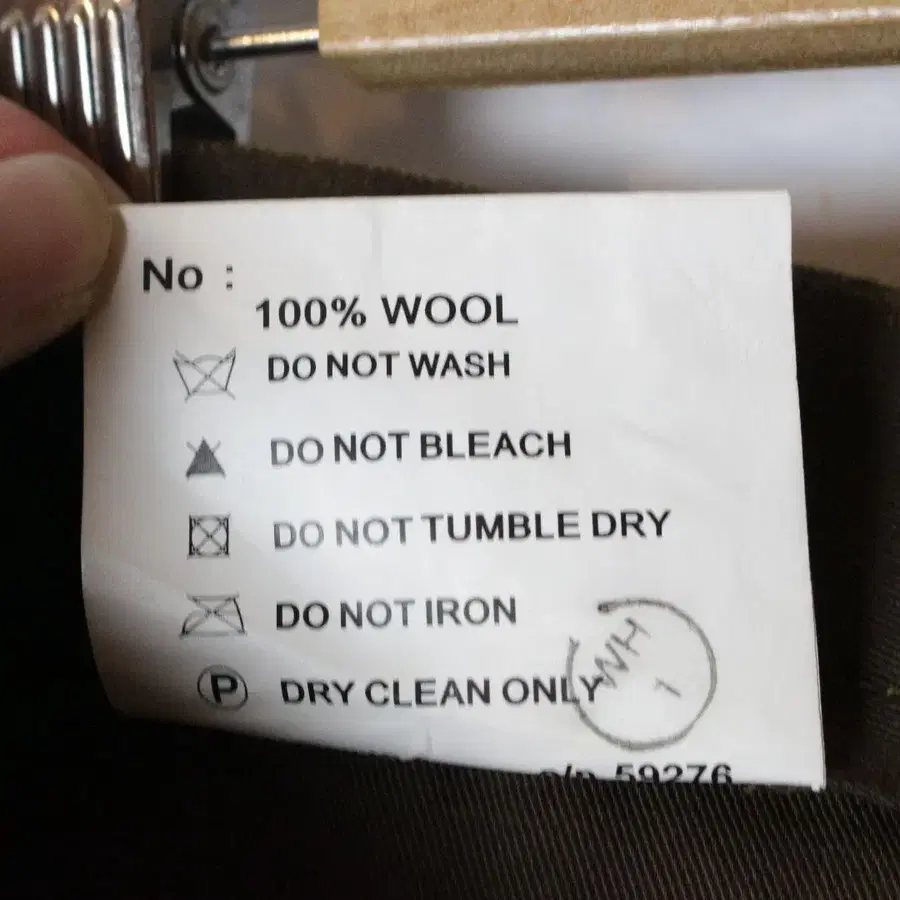 No :
100% WOOL
DO NOT WASH
DO NOT BLEACH
DO NOT TUMBLE DRY
DO NOT IRON
P DRY CLEAN ONLY
WH
1
59276